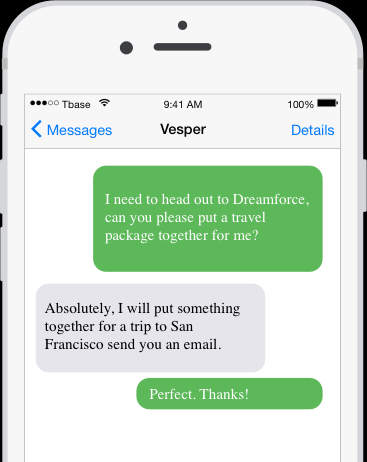 ●●●○○ Tbase 9:41 AM 100%
Messages Vesper Details
I need to head out to Dreamforce,
can you please put a travel
package together for me?
Absolutely, I will put something
together for a trip to San
Francisco send you an email.
Perfect. Thanks!